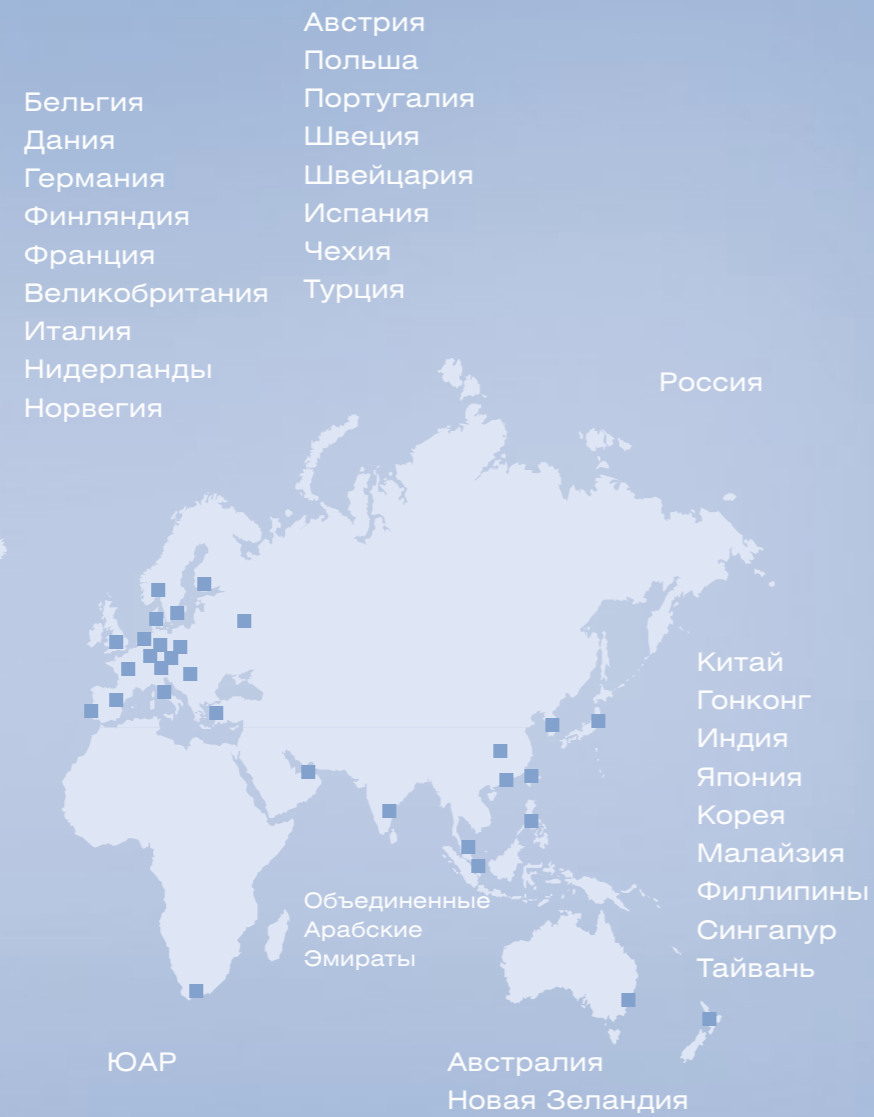 Бельгия
Дания
Германия
Финляндия
Франция
Великобритания
Италия
Нидерланды
Норвегия
Австрия
Польша
Португалия
Швеция
Швейцария
Испания
Чехия
Турция
Россия
Китай
Гонконг
Индия
Япония
Корея
Малайзия
Филлипины
Сингапур
Тайвань
Объединенные
Арабские
Эмираты
ЮАР
Австралия
Новая Зеландия